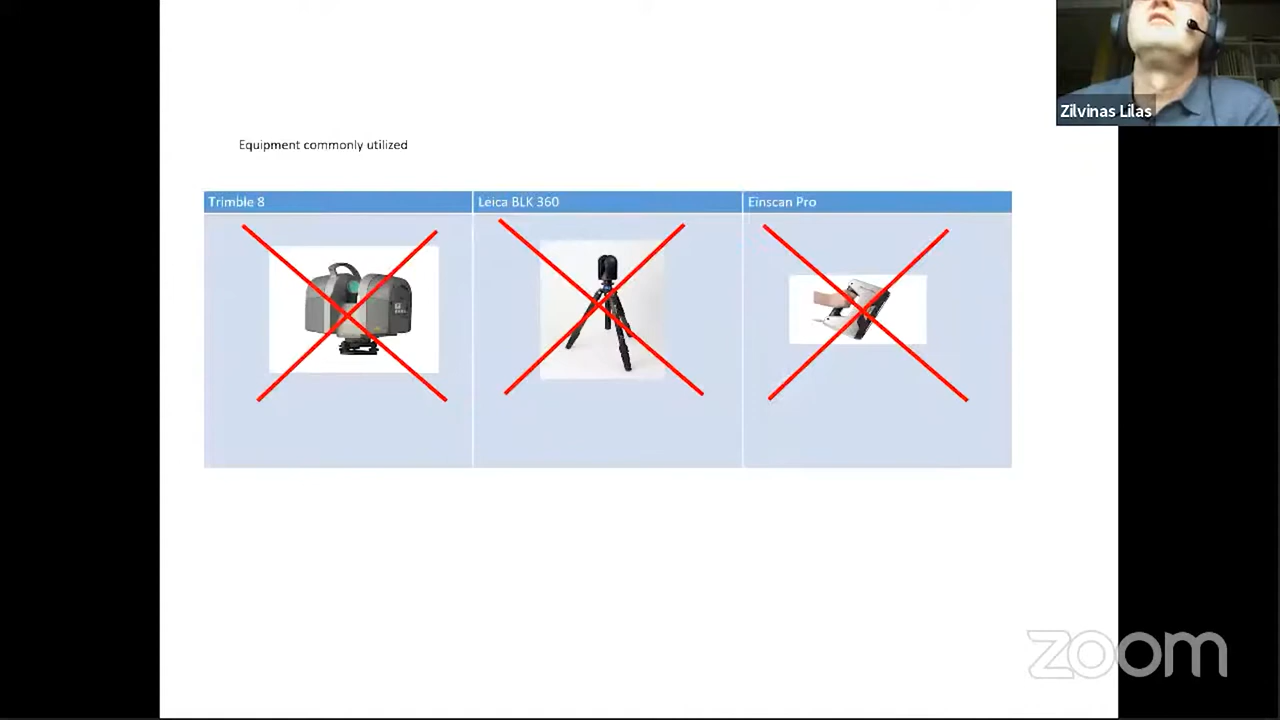 Zilvinas Lilas
Equipment commonly utilized
Trimble 8
Leica BLK 360
Einscan Pro
zoom